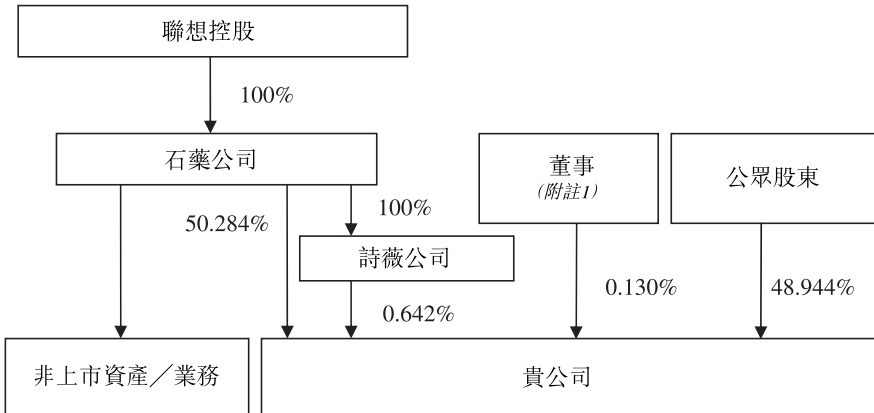 聯想控股
100%
石藥公司
董事
(附註1)
公眾股東
50.284%
100%
詩薇公司
0.642%
0.130%
48.944%
非上市資產／業務
貴公司